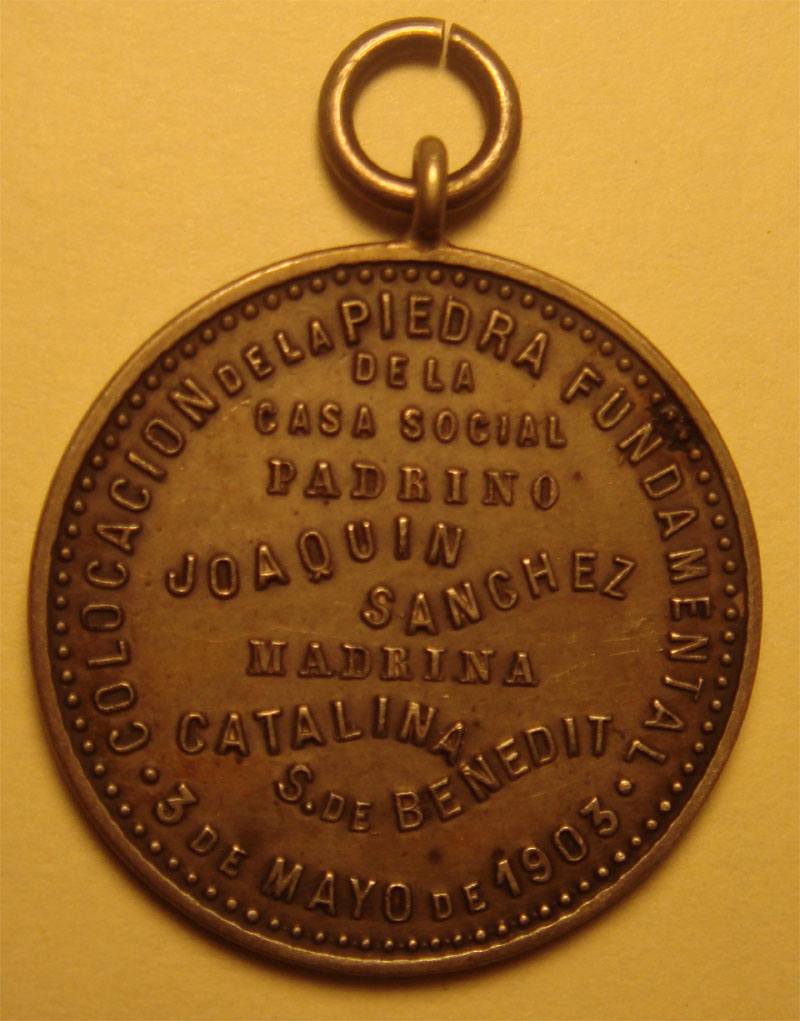 COLOCACION DE LA PIEDRA FUNDAMENTAL
DE LA
CASA SOCIAL
PADRINO
JOAQUIN
SANCHEZ
MADRINA
CATALINA
S. DE BENEDIT
· 3 DE MAYO DE 1903 ·